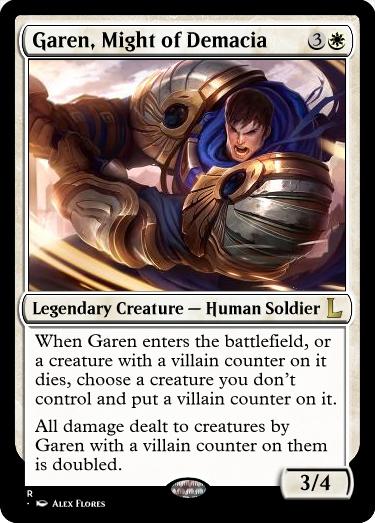 Garen, Might of Demacia 3
Legendary Creature — Human Soldier L
When Garen enters the battlefield, or
a creature with a villain counter on it
dies, choose a creature you don't
control and put a villain counter on it.
All damage dealt to creatures by
Garen with a villain counter on them
is doubled.
3/4
R
• Alex Flores